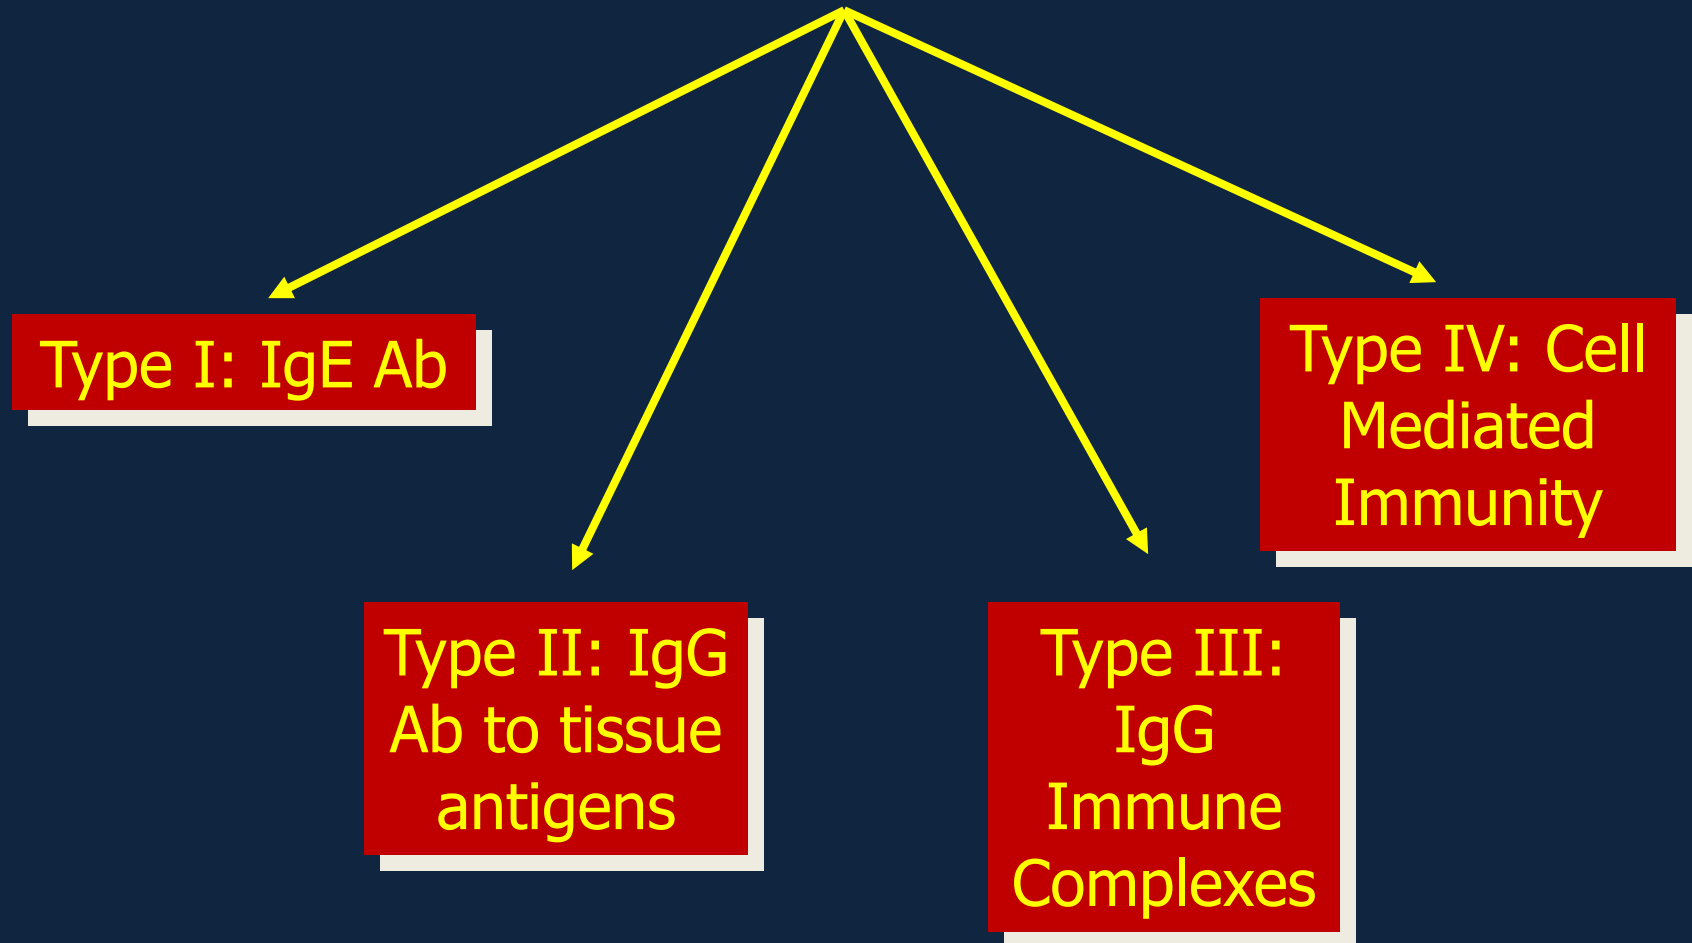 Type I: IgE Ab
Type IV: Cell
Mediated
Immunity
Type II: IgG
Ab to tissue
antigens
Type III:
IgG
Immune
Complexes